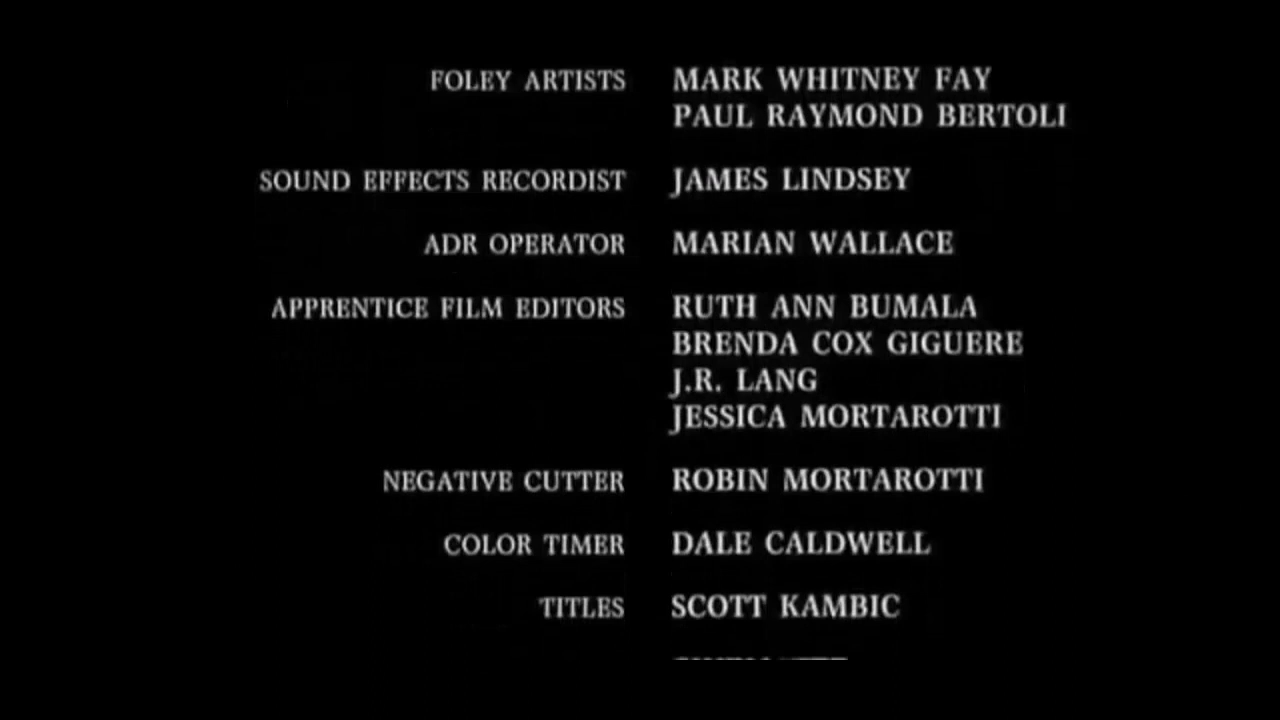 FOLEY ARTISTS MARK WHITNEY FAY
PAUL RAYMOND BERTOLI
SOUND EFFECTS RECORDIST JAMES LINDSEY
ADR OPERATOR MARIAN WALLACE
APPRENTICE FILM EDITORS RUTH ANN BUMALA
BRENDA COX GIGUERE
J.R. LANG
JESSICA MORTAROTTI
NEGATIVE CUTTER ROBIN MORTAROTTI
COLOR TIMER DALE CALDWELL
TITLES SCOTT KAMBIC